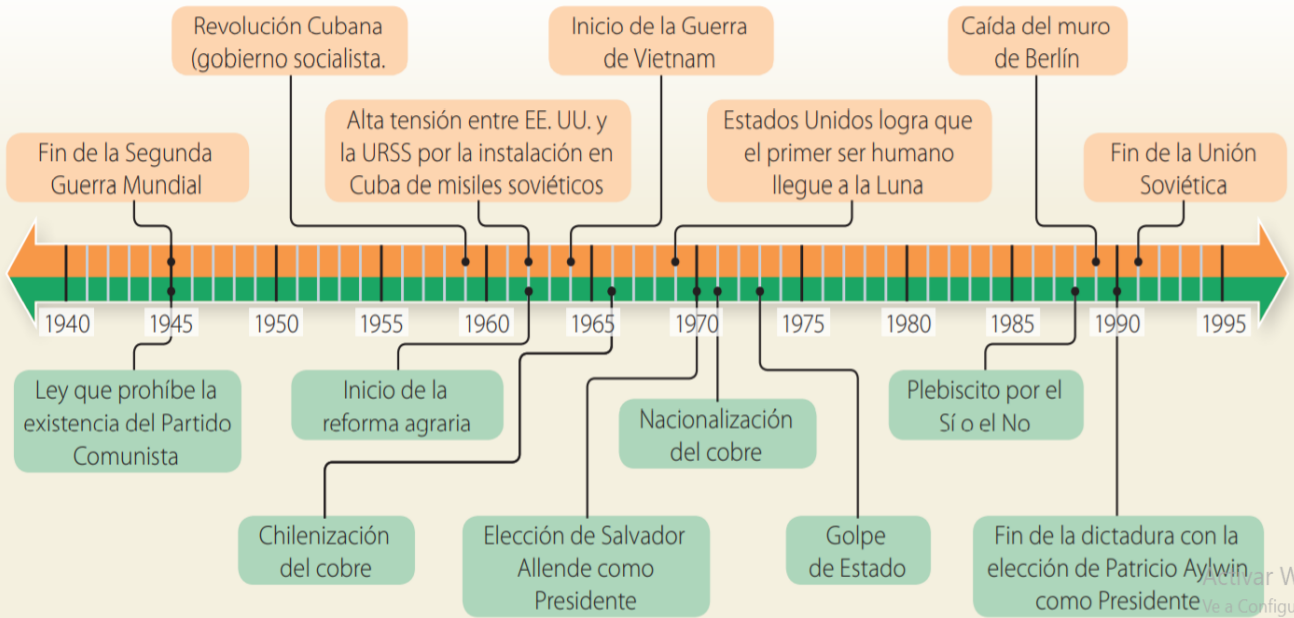 Revolución Cubana
(gobierno socialista.
Inicio de la Guerra
de Vietnam
Caída del muro
de Berlín
Fin de la Segunda
Guerra Mundial
Alta tensión entre EE. UU. y
la URSS por la instalación en
Cuba de misiles soviéticos
Estados Unidos logra que
el primer ser humano
llegue a la Luna
Fin de la Unión
Soviética
1940 1945 1950 1955 1960 1965 1970 1975 1980 1985 1990 1995
Ley que prohíbe la
existencia del Partido
Comunista
Inicio de la
reforma agraria
Nacionalización
del cobre
Plebiscito por el
Sí o el No
Chilenización
del cobre
Elección de Salvador
Allende como
Presidente
Golpe
de Estado
Fin de la dictadura con la
elección de Patricio Aylwin
como Presidente
Activar W
Ve a Configu